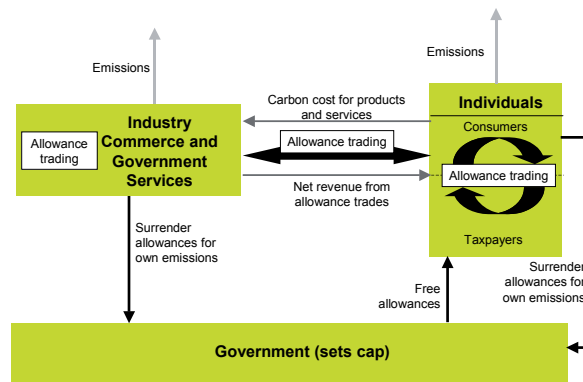 Emissions
Emissions
Industry
Commerce and
Government
Services
Allowance
trading
Carbon cost for products
and services
Allowance trading
Net revenue from
allowance trades
Individuals
Consumers
Allowance trading
Taxpayers
Surrender
allowances for
own emissions
Free
allowances
Surrender
allowances for
own emissions
Government (sets cap)